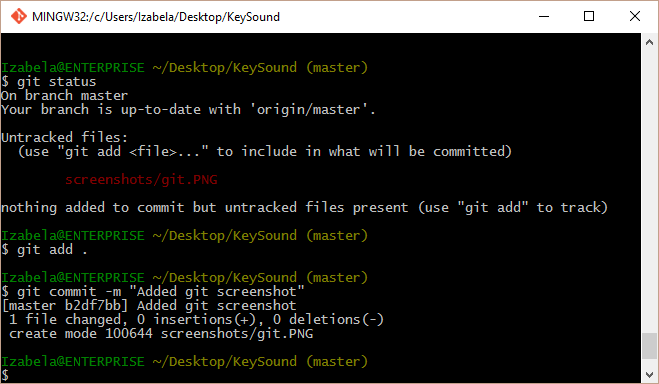 MINGW32:/c/Users/Izabela/Desktop/KeySound
Izabela@ENTERPRISE ~/Desktop/KeySound (master)
$ git status
On branch master
Your branch is up-to-date with 'origin/master'.
Untracked files:
  (use "git add <file>..." to include in what will be committed)
        screenshots/git.PNG
nothing added to commit but untracked files present (use "git add" to track)
Izabela@ENTERPRISE ~/Desktop/KeySound (master)
$ git add .
Izabela@ENTERPRISE ~/Desktop/KeySound (master)
$ git commit -m "Added git screenshot"
[master b2df7bb] Added git screenshot
 1 file changed, 0 insertions(+), 0 deletions(-)
 create mode 100644 screenshots/git.PNG
Izabela@ENTERPRISE ~/Desktop/KeySound (master)
$